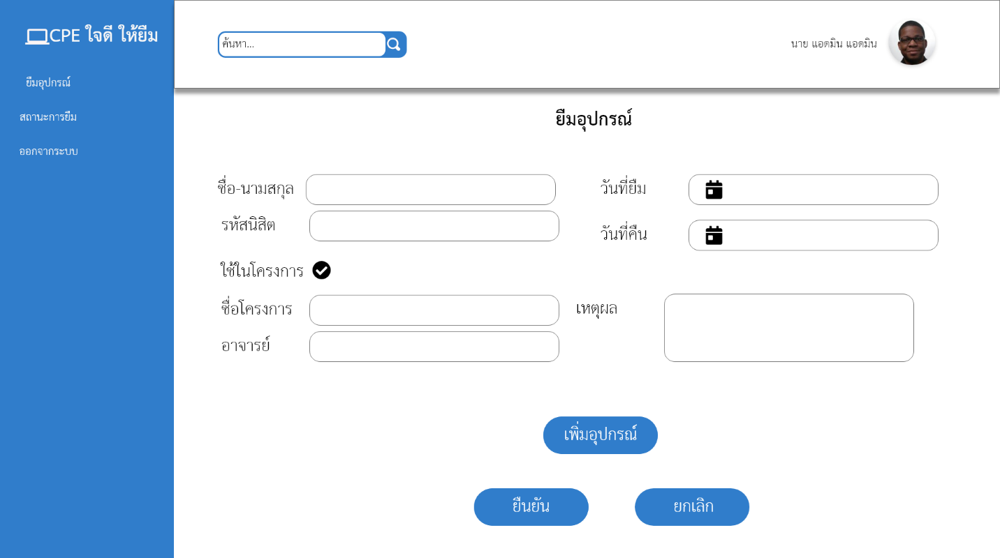 CPE ใจดี ให้ยืม
ยืมอุปกรณ์
สถานะการยืม
ออกจากระบบ
ค้นหา...
นาย แอดมิน แอดมิน
ยืมอุปกรณ์
ชื่อ-นามสกุล
วันที่ยืม
รหัสนิสิต
วันที่คืน
ใช้ในโครงการ
ชื่อโครงการ
เหตุผล
อาจารย์
เพิ่มอุปกรณ์
ยืนยัน
ยกเลิก